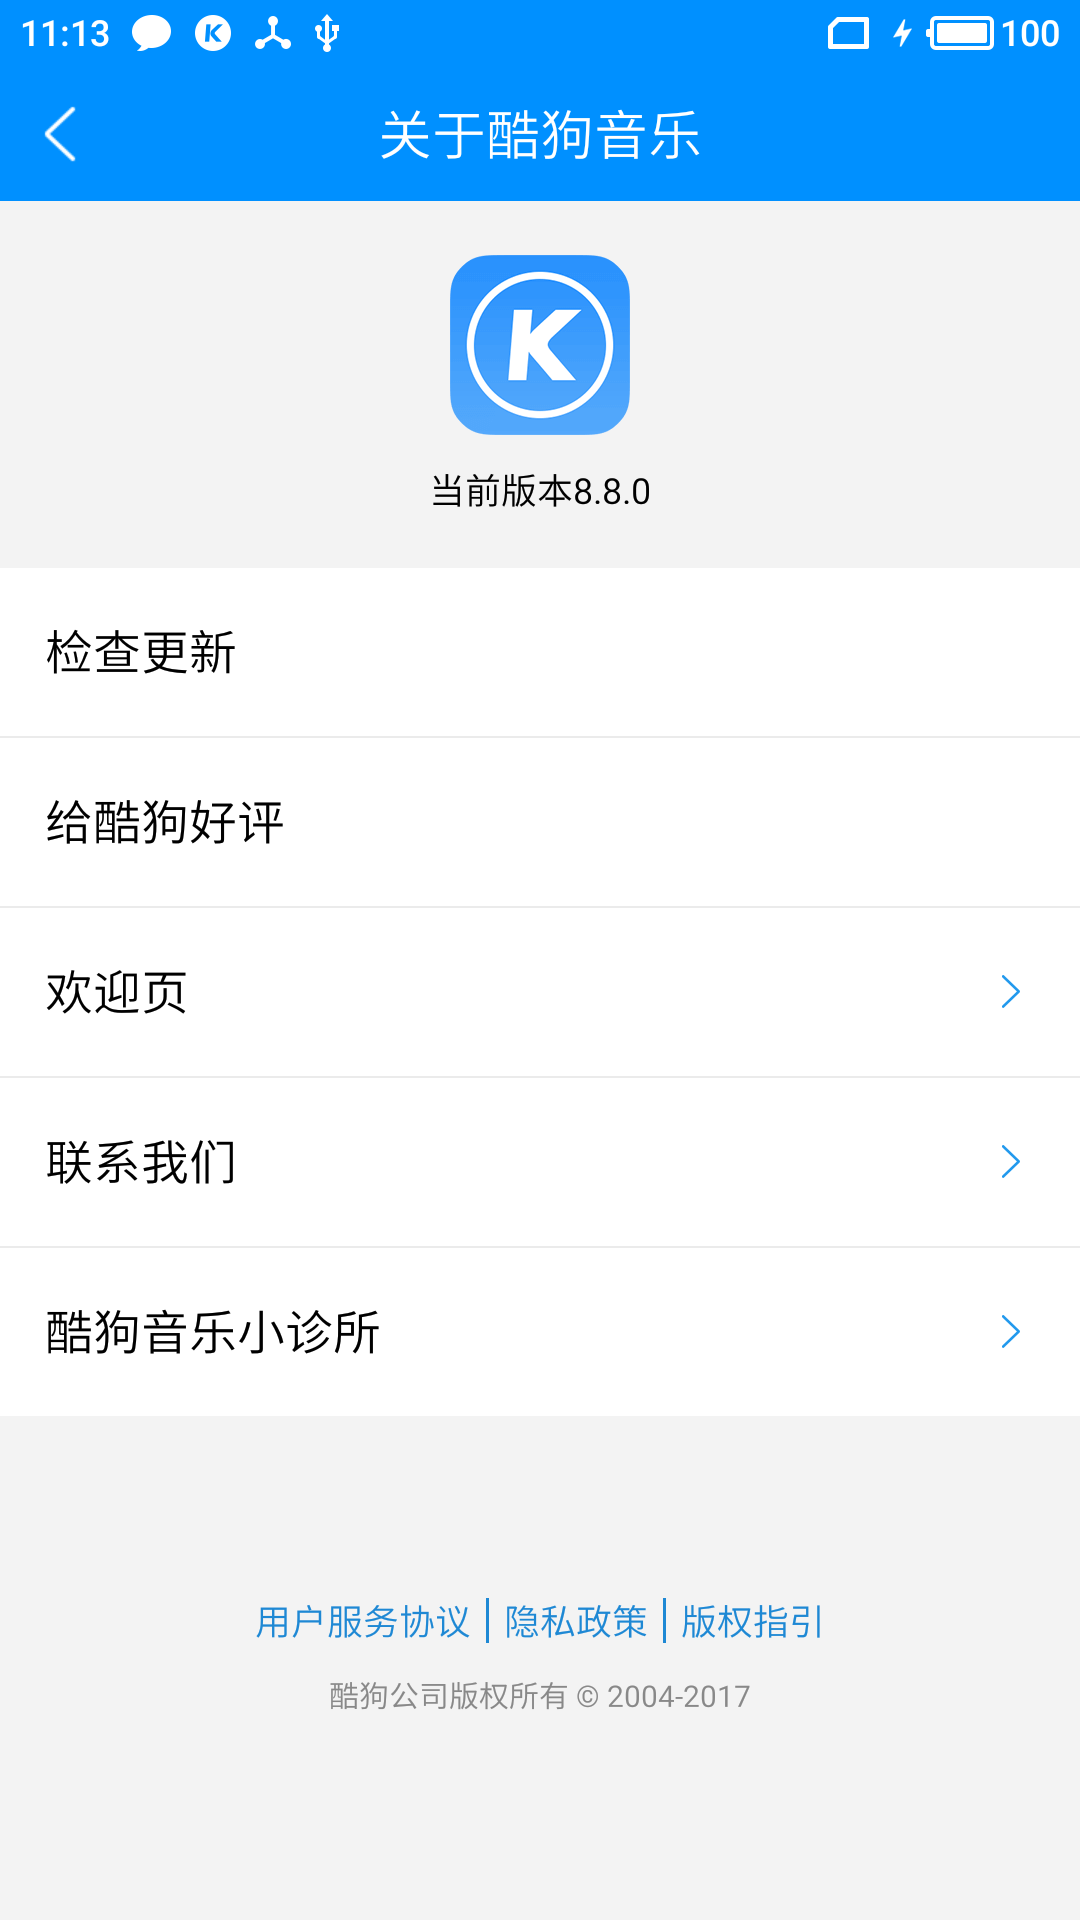 11:13
100
关于酷狗音乐
K
当前版本8.8.0
检查更新
给酷狗好评
欢迎页
联系我们
酷狗音乐小诊所
用户服务协议 | 隐私政策 | 版权指引
酷狗公司版权所有 © 2004-2017